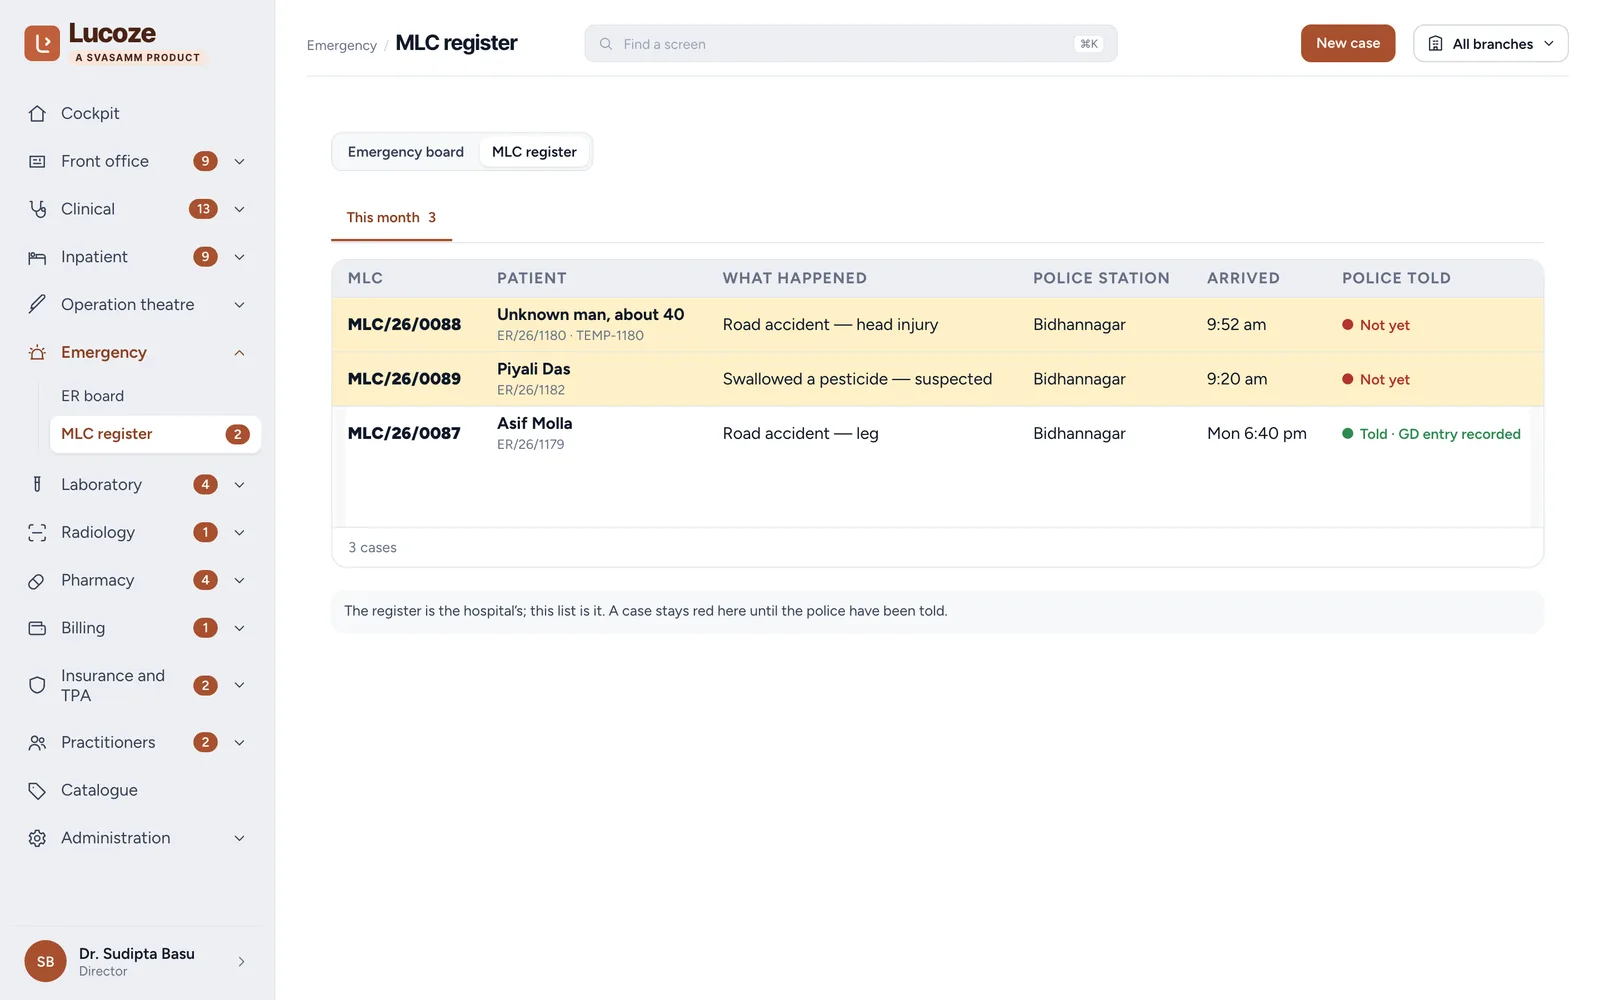 Lucoze
A SVASAMM PRODUCT
Cockpit
Front office 9
Clinical 13
Inpatient 9
Operation theatre
Emergency
ER board
MLC register 2
Laboratory 4
Radiology 1
Pharmacy 4
Billing 1
Insurance and
TPA 2
Practitioners 2
Catalogue
Administration
SB
Dr. Sudipta Basu
Director
Emergency / MLC register
Find a screen ⌘K
New case
All branches
Emergency board MLC register
This month 3
MLC PATIENT WHAT HAPPENED POLICE STATION ARRIVED POLICE TOLD
MLC/26/0088 Unknown man, about 40 Road accident — head injury Bidhannagar 9:52 am Not yet
ER/26/1180 · TEMP-1180
MLC/26/0089 Piyali Das Swallowed a pesticide — suspected Bidhannagar 9:20 am Not yet
ER/26/1182
MLC/26/0087 Asif Molla Road accident — leg Bidhannagar Mon 6:40 pm Told · GD entry recorded
ER/26/1179
3 cases
The register is the hospital's; this list is it. A case stays red here until the police have been told.